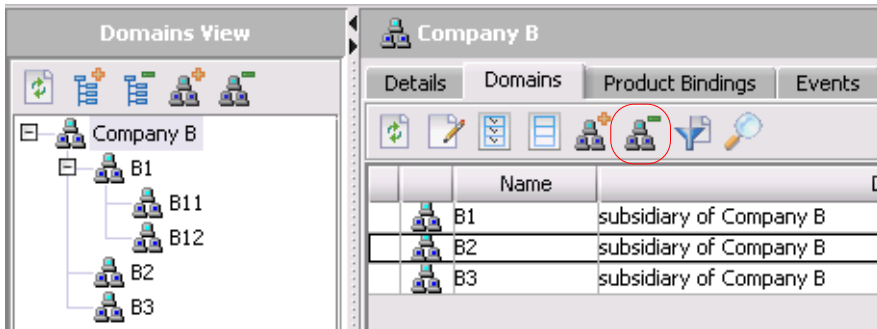 Domains View
Company B
B1
B11
B12
B2
B3
Company B
Details Domains Product Bindings Events
Name
B1 subsidiary of Company B
B2 subsidiary of Company B
B3 subsidiary of Company B